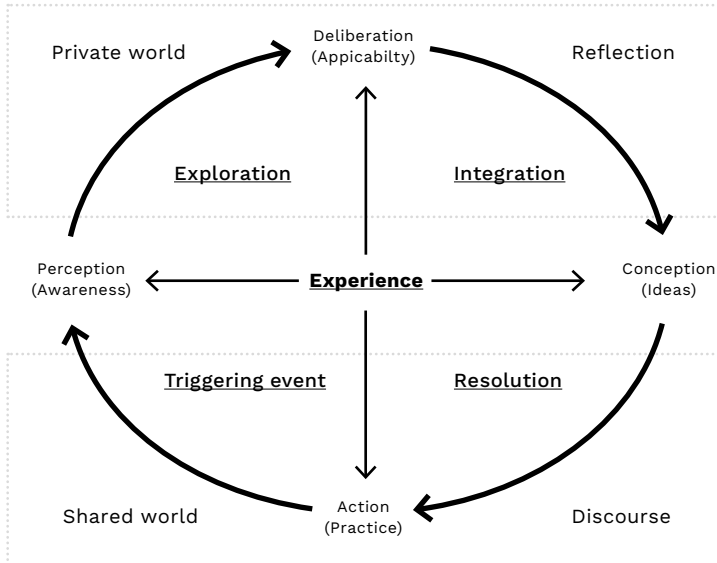 Deliberation
(Appicabilty)
Private world
Reflection
Exploration
Integration
Perception
(Awareness)
Experience
Conception
(Ideas)
Triggering event
Resolution
Action
(Practice)
Shared world
Discourse